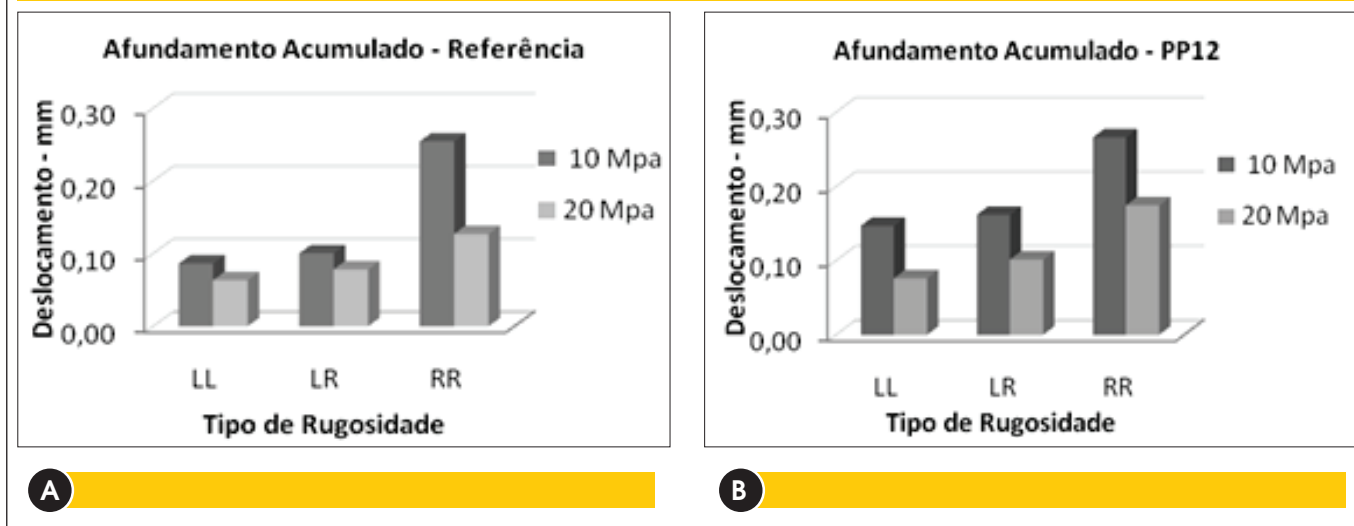 Afundamento Acumulado - Referência
Deslocamento - mm
0,30
0,20
0,10
0,00
10 Mpa
20 Mpa
LL LR RR
Tipo de Rugosidade
A
Afundamento Acumulado - PP12
Deslocamento - mm
0,30
0,20
0,10
0,00
10 Mpa
20 Mpa
LL LR RR
Tipo de Rugosidade
B